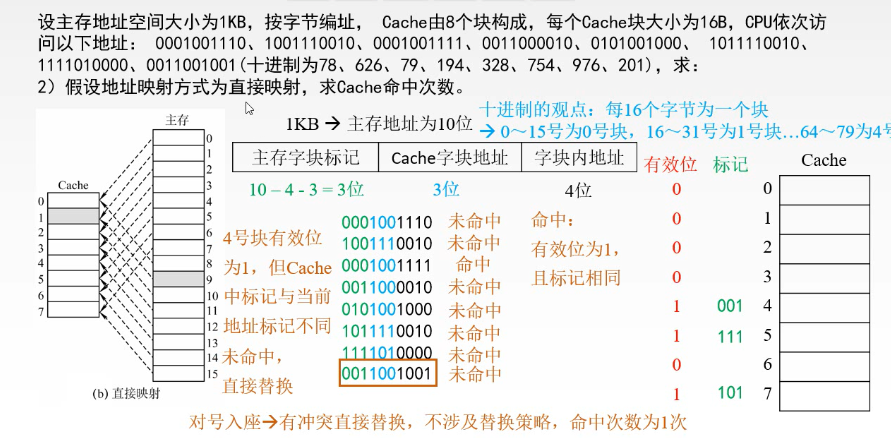 设主存地址空间大小为1KB，按字节编址， Cache由8个块构成，每个Cache块大小为16B，CPU依次访
问以下地址： 0001001110、1001110010、0001001111、0011000010、0101001000、 1011110010、
1111010000、0011001001(十进制为78、626、79、194、328、754、976、201)，求：
2）假设地址映射方式为直接映射，求Cache命中次数。
十进制的观点：每16个字节为一个块
1KB → 主存地址为10位
→ 0～15号为0号块，16～31号为1号块…64～79为4号
主存字块标记 Cache字块地址 字块内地址
10 – 4 - 3 = 3位 3位 4位
有效位 标记 Cache
0 0
0 1
0 2
0 3
1 001 4
1 111 5
0 6
1 101 7
0001001110 未命中
1001110010 未命中
0001001111 命中
0011000010 未命中
0101001000 未命中
1011110010 未命中
1111010000 未命中
0011001001 未命中
命中：
有效位为1，
且标记相同
4号块有效位
为1，但Cache
中标记与当前
地址标记不同
未命中，
直接替换
主存
0
1
2
3
4
5
6
7
8
9
10
11
12
13
14
15
Cache
0
1
2
3
4
5
6
7
(b) 直接映射
对号入座→有冲突直接替换，不涉及替换策略，命中次数为1次